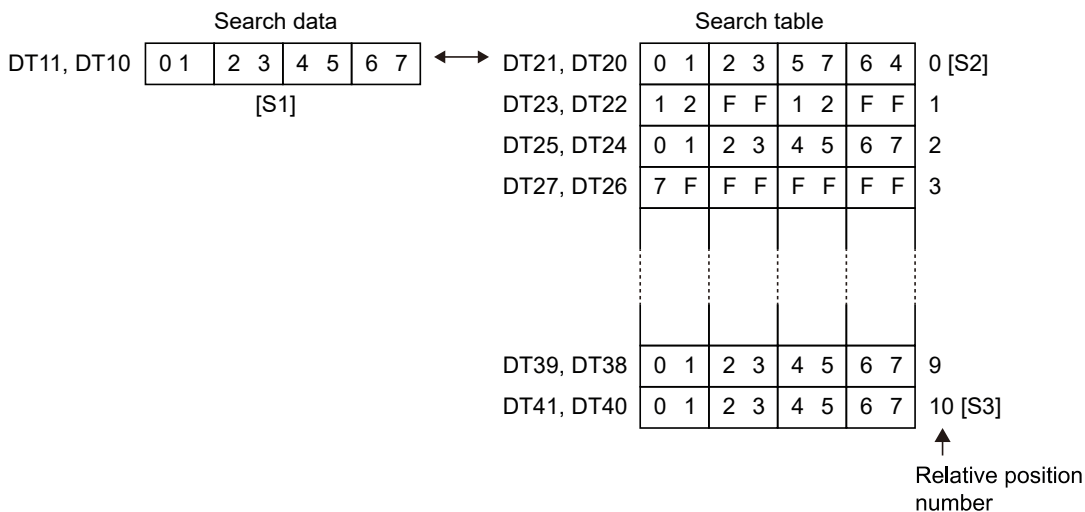 Search data
Search table
DT11, DT10 01 2 3 4 5 6 7
DT21, DT20 0 1 2 3 5 7 6 4 0 [S2]
[S1]
DT23, DT22 1 2 F F 1 2 F F 1
DT25, DT24 0 1 2 3 4 5 6 7 2
DT27, DT26 7 F F F F F F F 3
DT39, DT38 0 1 2 3 4 5 6 7 9
DT41, DT40 0 1 2 3 4 5 6 7 10 [S3]
Relative position
number